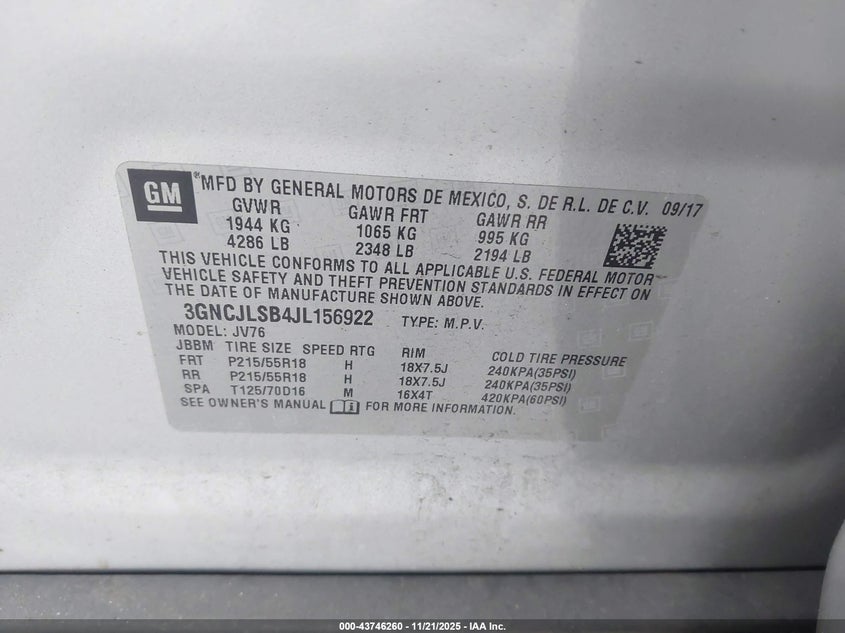 GM
®MFD BY GENERAL MOTORS DE MEXICO, S. DE R.L. DE C.V. 09/17
GVWR GAWR FRT GAWR RR
1944 KG 1065 KG 995 KG
4286 LB 2348 LB 2194 LB
THIS VEHICLE CONFORMS TO ALL APPLICABLE U.S. FEDERAL MOTOR
VEHICLE SAFETY AND THEFT PREVENTION STANDARDS IN EFFECT ON
THE DATE OF MANUFACTURE SHOWN ABOVE.
3GNCJLSB4JL156922 TYPE: M.P.V.
MODEL: JV76
JBBM TIRE SIZE SPEED RTG RIM COLD TIRE PRESSURE
FRT P215/55R18 H 18X7.5J 240KPA(35PSI)
RR P215/55R18 H 18X7.5J 240KPA(35PSI)
SPA T125/70D16 M 16X4T 420KPA(60PSI)
SEE OWNER'S MANUAL FOR MORE INFORMATION.
000-43746260 - 11/21/2025 - IAA Inc.